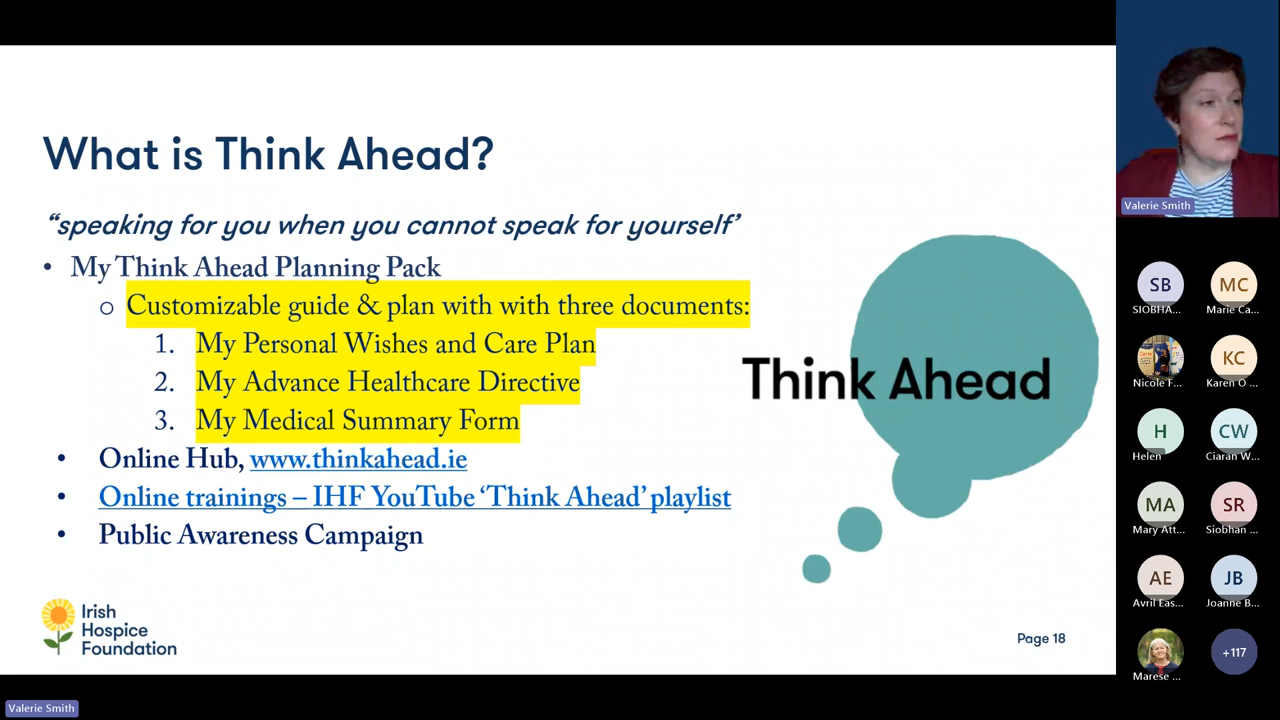 What is Think Ahead?
“speaking for you when you cannot speak for yourself’
• My Think Ahead Planning Pack
o Customizable guide & plan with with three documents:
1. My Personal Wishes and Care Plan
2. My Advance Healthcare Directive
3. My Medical Summary Form
• Online Hub, www.thinkahead.ie
• Online trainings – IHF YouTube ‘Think Ahead’ playlist
• Public Awareness Campaign
Think Ahead
Irish
Hospice
Foundation
Page 18
Valerie Smith
Valerie Smith
SB
SIOBHA...
MC
Marie Ca...
Nicole F...
KC
Karen O ...
H
Helen
CW
Ciaran W...
MA
Mary Att...
SR
Siobhan ...
AE
Avril Eas...
JB
Joanne B...
Marese ...
+117